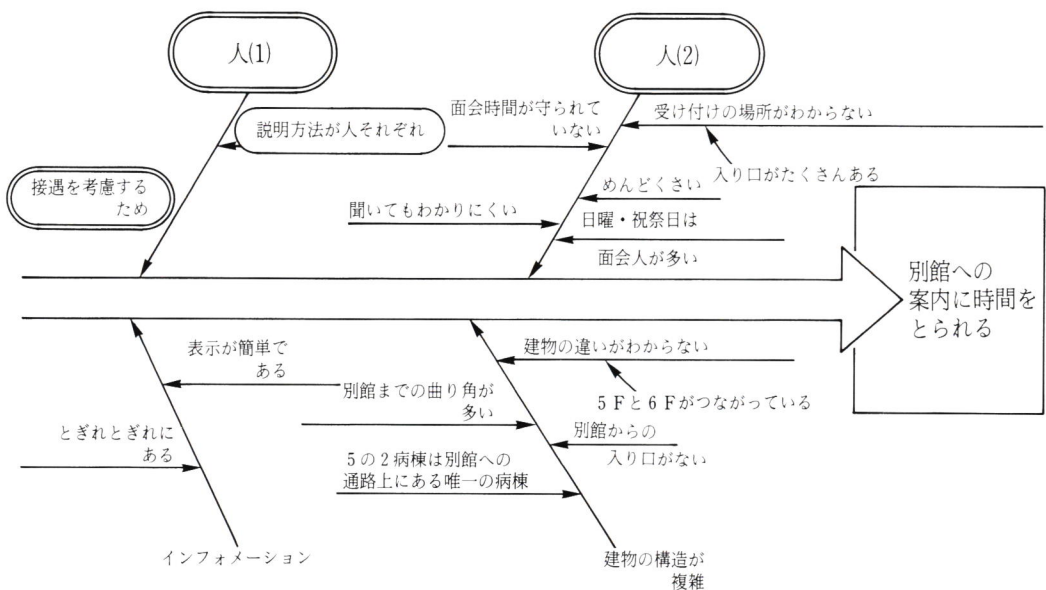 人(1)
人(2)
説明方法が人それぞれ
接遇を考慮する
ため
面会時間が守られて
いない
受け付けの場所がわからない
入り口がたくさんある
めんどくさい
聞いてもわかりにくい
日曜・祝祭日は
面会人が多い
別館への
案内に時間を
とられる
表示が簡単で
ある
とぎれとぎれに
ある
インフォメーション
建物の違いがわからない
5Fと6Fがつながっている
別館までの曲り角が
多い
別館からの
入り口がない
5の2病棟は別館への
通路上にある唯一の病棟
建物の構造が
複雑